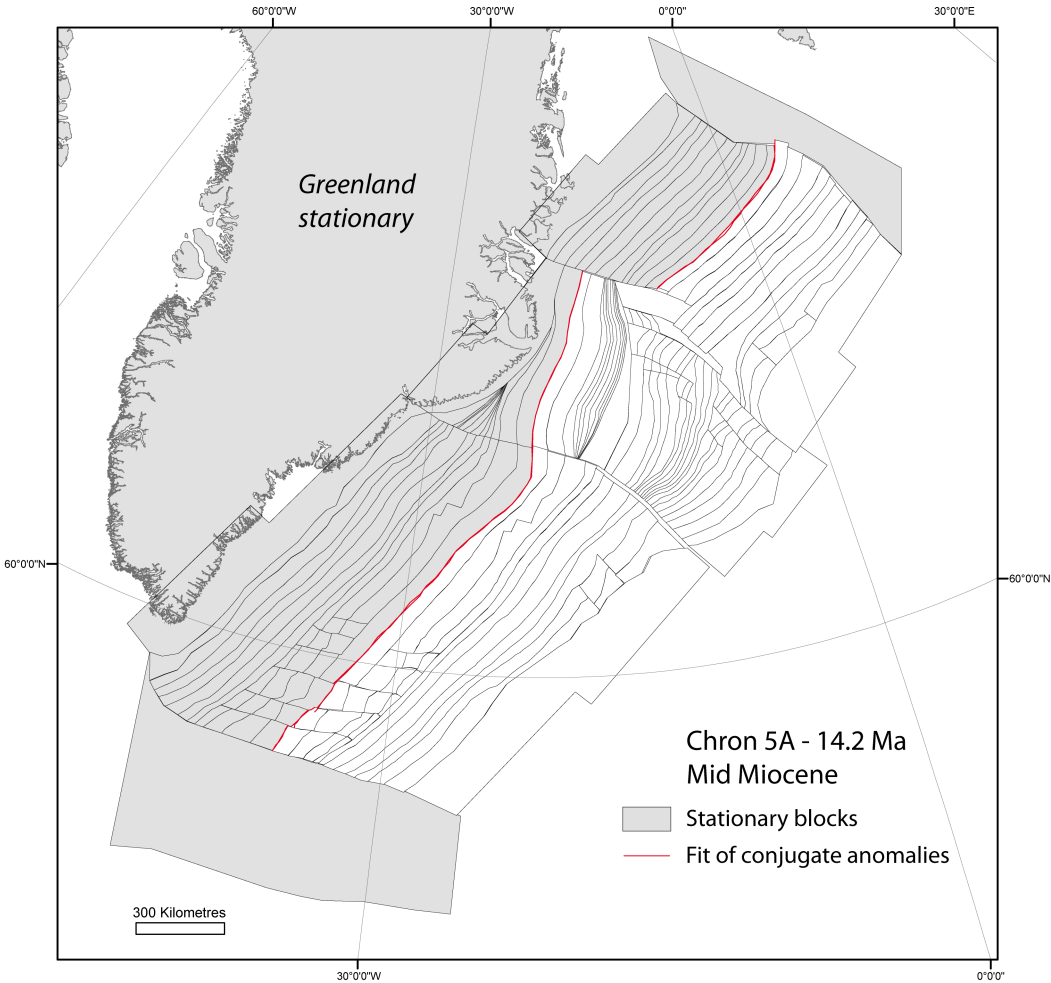 60°0'0"W
30°0'0"W
0°0'0"
30°0'0"E
Greenland
stationary
60°0'0"N
60°0'0"N
Chron 5A - 14.2 Ma
Mid Miocene
Stationary blocks
Fit of conjugate anomalies
300 Kilometres
30°0'0"W
0°0'0"